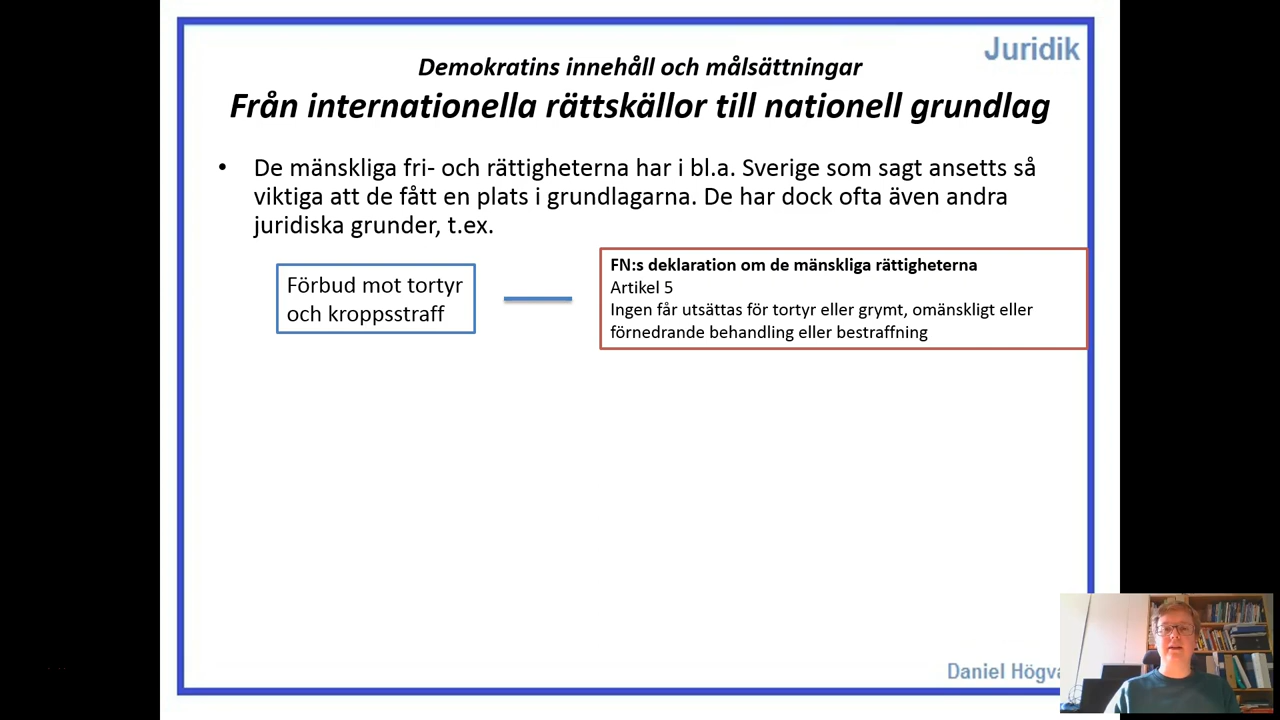 Juridik
Demokratins innehåll och målsättningar
Från internationella rättskällor till nationell grundlag
• De mänskliga fri- och rättigheterna har i bl.a. Sverige som sagt ansetts så
viktiga att de fått en plats i grundlagarna. De har dock ofta även andra
juridiska grunder, t.ex.
Förbud mot tortyr
och kroppsstraff
FN:s deklaration om de mänskliga rättigheterna
Artikel 5
Ingen får utsättas för tortyr eller grymt, omänskligt eller
förnedrande behandling eller bestraffning
Daniel